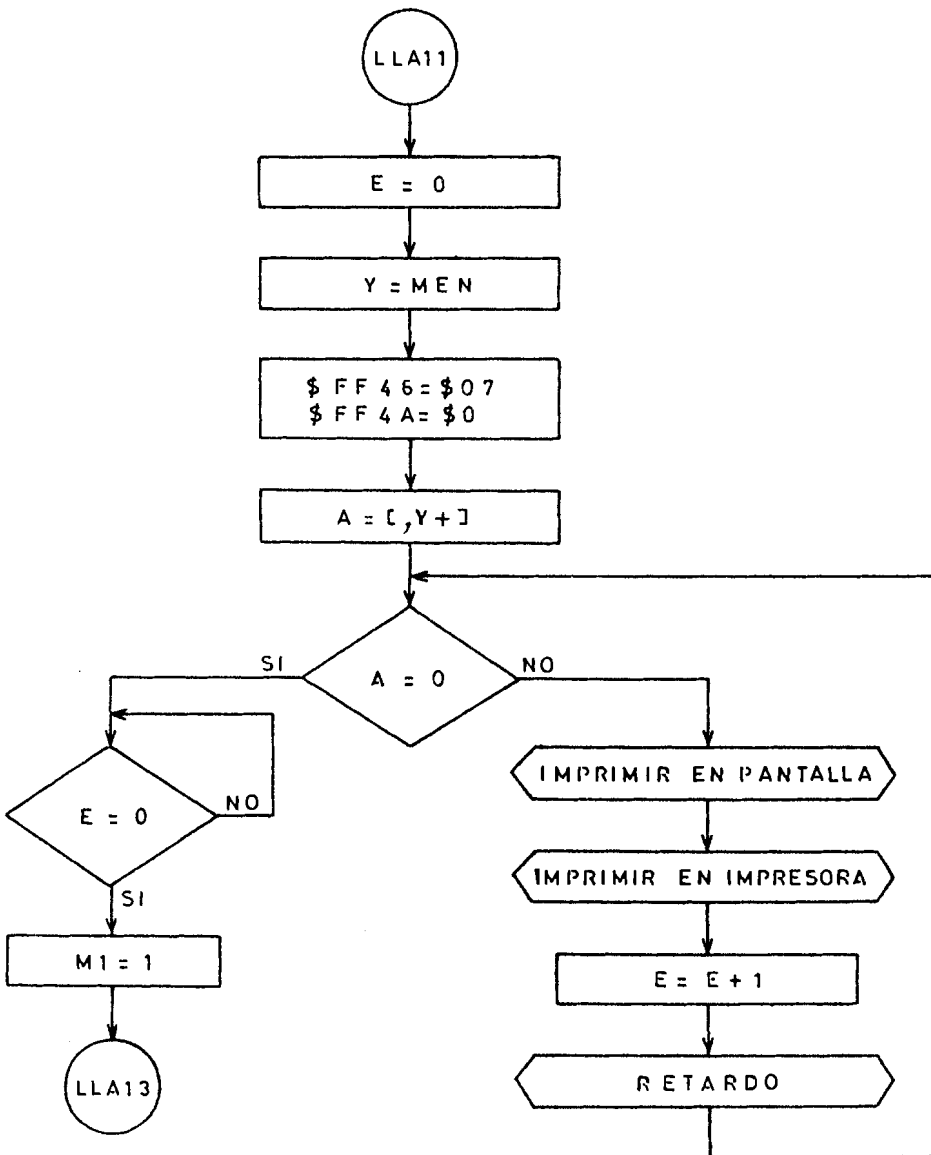 LLA11
E = 0
Y = MEN
$ FF 46 = $07
$ FF 4A = $0
A = [,Y+]
A = 0
SI
NO
IMPRIMIR EN PANTALLA
E = 0
NO
IMPRIMIR EN IMPRESORA
SI
M1 = 1
E = E + 1
LLA13
RETARDO